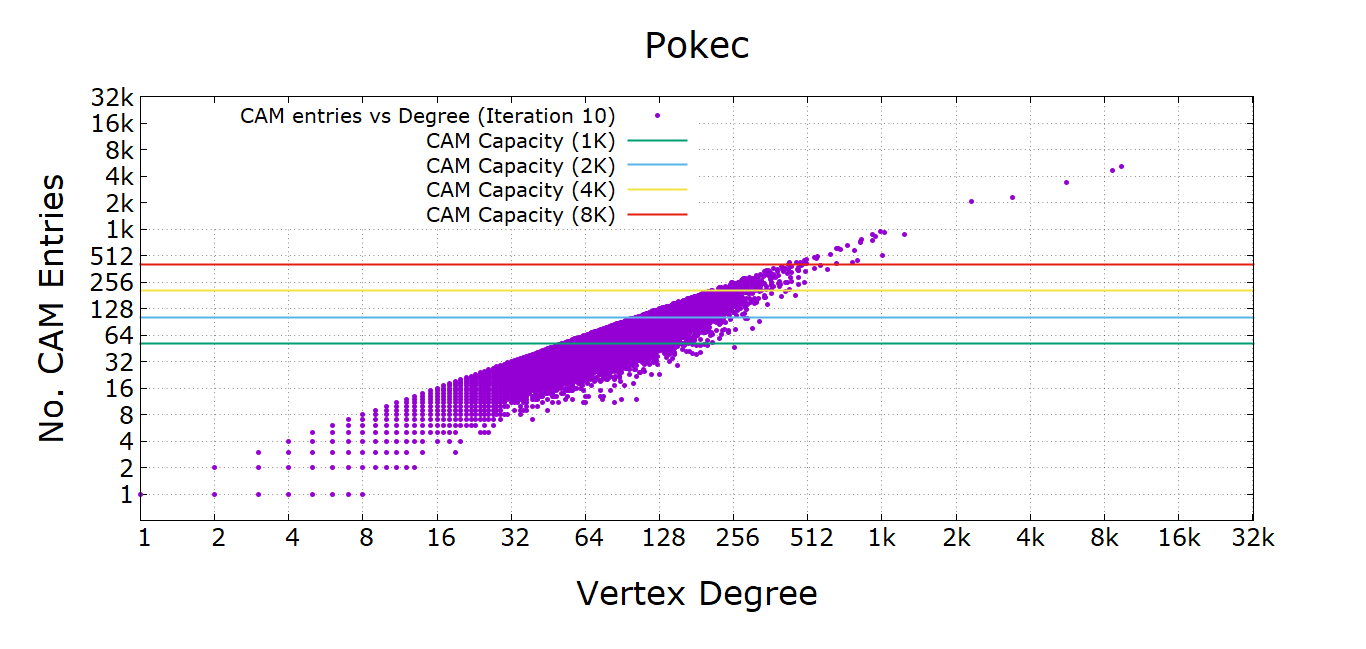 Pokec
CAM entries vs Degree (Iteration 10)
CAM Capacity (1K)
CAM Capacity (2K)
CAM Capacity (4K)
CAM Capacity (8K)
No. CAM Entries
32k
16k
8k
4k
2k
1k
512
256
128
64
32
16
8
4
2
1
1 2 4 8 16 32 64 128 256 512 1k 2k 4k 8k 16k 32k
Vertex Degree